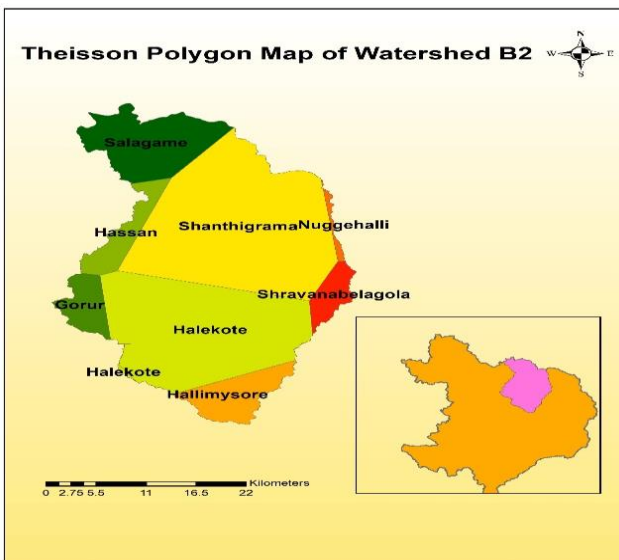 Theisson Polygon Map of Watershed B2
N
W E
S
Salagame
Hassan
Shanthigrama
Nuggehalli
Gorur
Shravanabelagola
Halekote
Halekote
Hallimysore
Kilometers
0 2.75 5.5 11 16.5 22